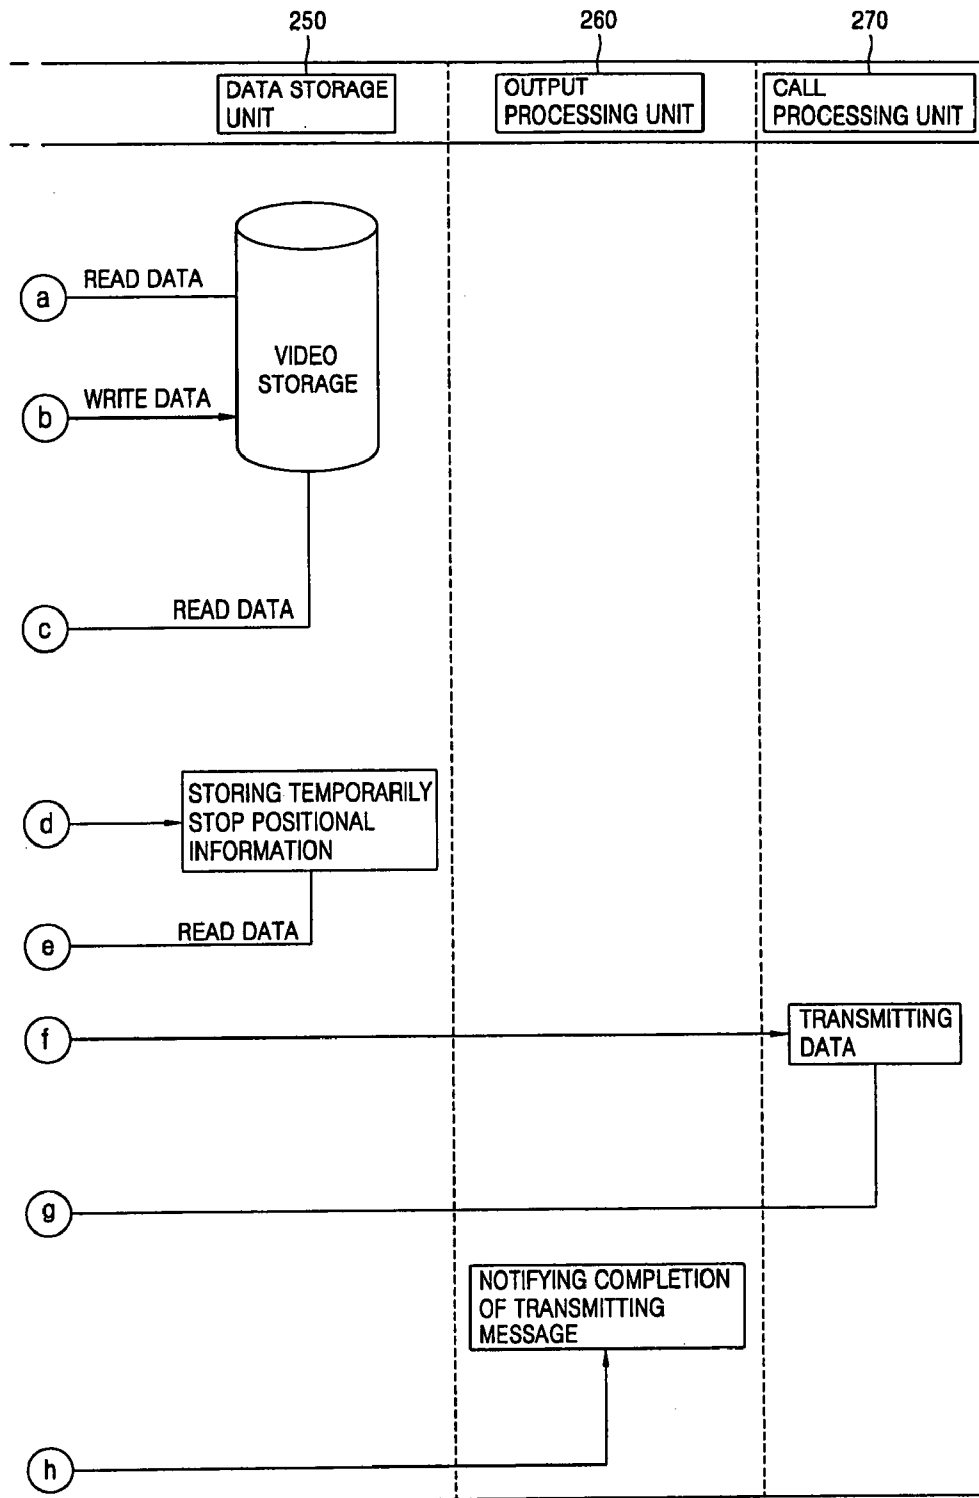 250
260
270
DATA STORAGE
UNIT
OUTPUT
PROCESSING UNIT
CALL
PROCESSING UNIT
a
READ DATA
VIDEO
STORAGE
b
WRITE DATA
c
READ DATA
d
STORING TEMPORARILY
STOP POSITIONAL
INFORMATION
e
READ DATA
f
TRANSMITTING
DATA
g
NOTIFYING COMPLETION
OF TRANSMITTING
MESSAGE
h